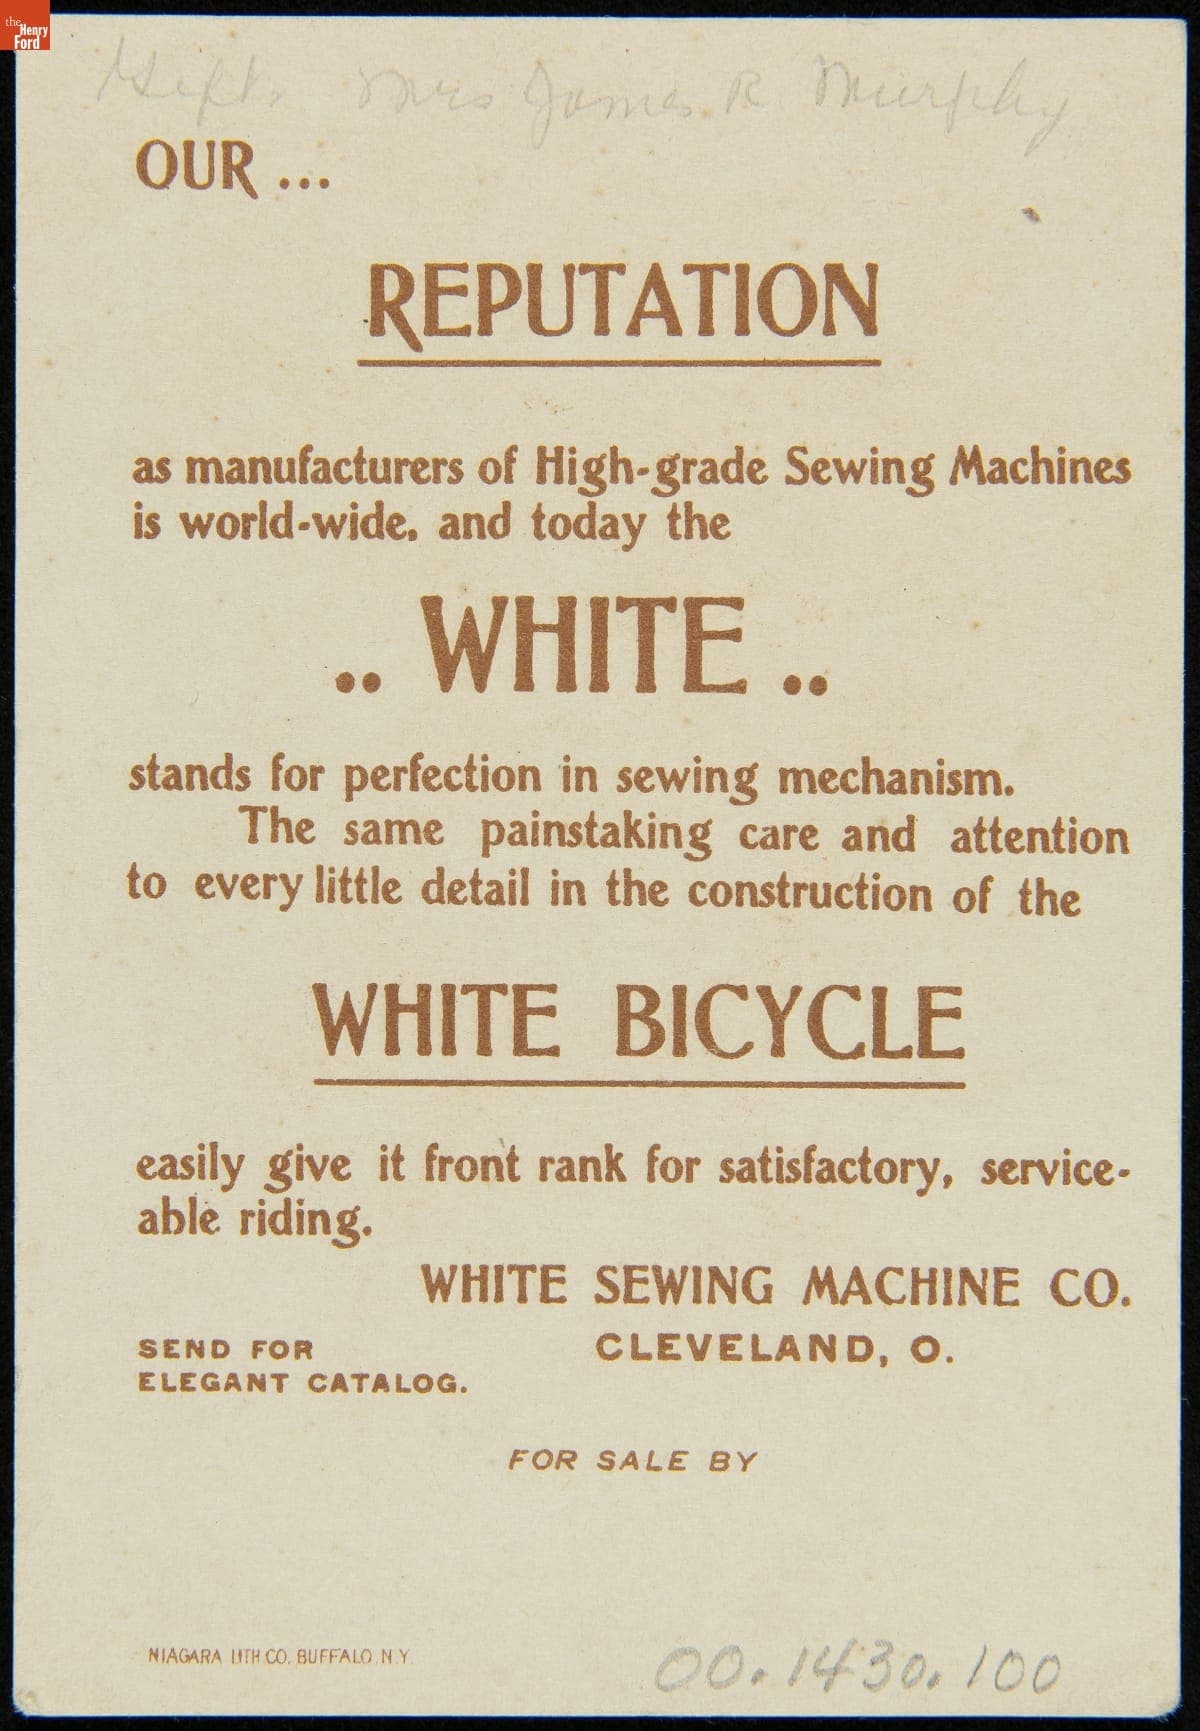 the
Henry
Ford
Gift. Mrs James R Murphy
OUR ...
REPUTATION
as manufacturers of High-grade Sewing Machines
is world-wide, and today the
.. WHITE ..
stands for perfection in sewing mechanism.
The same painstaking care and attention
to every little detail in the construction of the
WHITE BICYCLE
easily give it front rank for satisfactory, service-
able riding.
WHITE SEWING MACHINE CO.
CLEVELAND, O.
SEND FOR
ELEGANT CATALOG.
FOR SALE BY
NIAGARA LITH. CO. BUFFALO. N.Y.
00.1430.100